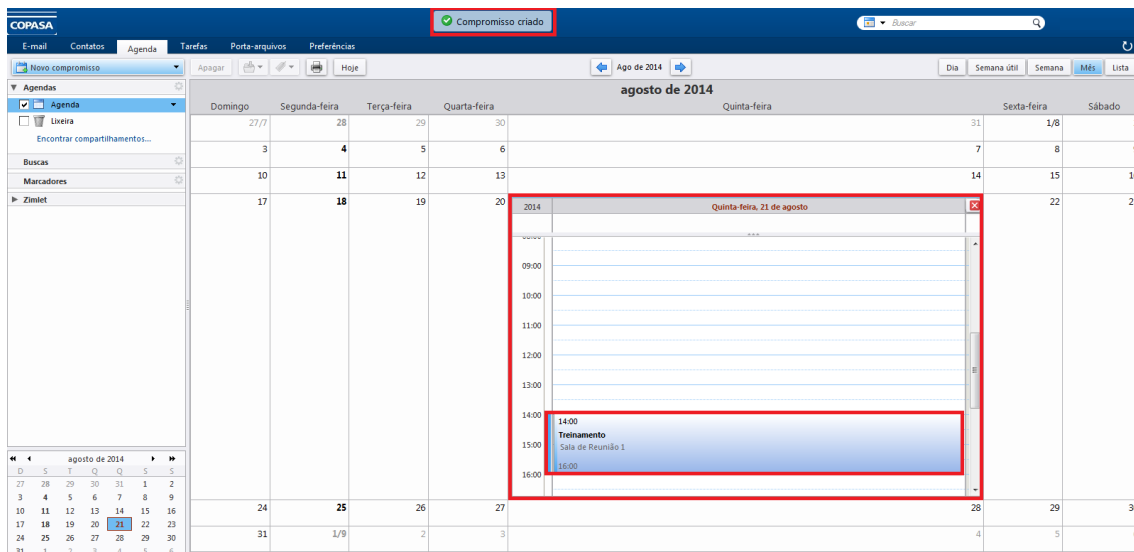 COPASA
Compromisso criado
Buscar
E-mail Contatos Agenda Tarefas Porta-arquivos Preferências
Novo compromisso Apagar Hoje Ago de 2014 Dia Semana útil Semana Mês Lista
Agendas
Agenda
Lixeira
Encontrar compartilhamentos...
Buscas
Marcadores
Zimlet
agosto de 2014
Domingo Segunda-feira Terça-feira Quarta-feira Quinta-feira Sexta-feira Sábado
27/7 28 29 30 31 1/8
3 4 5 6 7 8
10 11 12 13 14 15
17 18 19 20 22
2014 Quinta-feira, 21 de agosto
09:00
10:00
11:00
12:00
13:00
14:00
14:00
Treinamento
15:00
Sala de Reunião 1
16:00
16:00
24 25 26 27 28 29
31 1/9 2 3 4 5
agosto de 2014
D S T Q Q S S
27 28 29 30 31 1 2
3 4 5 6 7 8 9
10 11 12 13 14 15 16
17 18 19 20 21 22 23
24 25 26 27 28 29 30
31 1 2 3 4 5 6